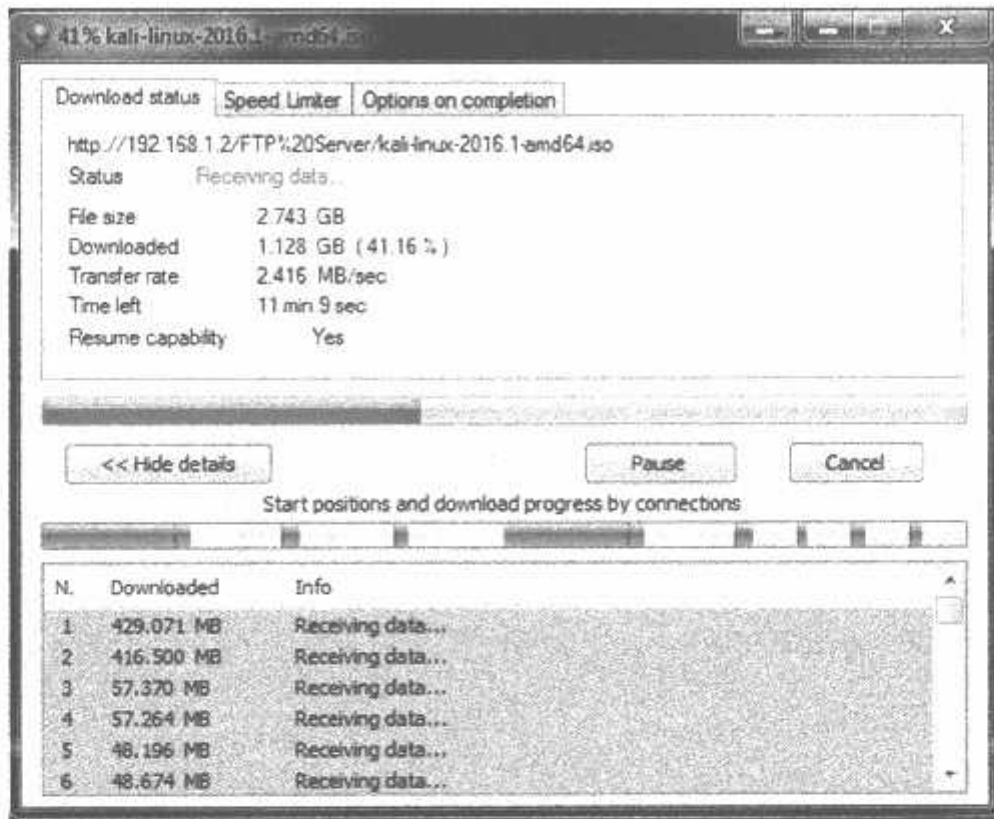 41% kali-linux-2016.1-amd64.iso
Download status Speed Limiter Options on completion
http://192.168.1.2/FTP%20Server/kali-linux-2016.1-amd64.iso
Status Receiving data...
File size 2.743 GB
Downloaded 1.128 GB ( 41.16 % )
Transfer rate 2.416 MB/sec
Time left 11 min 9 sec
Resume capability Yes
<< Hide details Pause Cancel
Start positions and download progress by connections
N. Downloaded Info
1 429.071 MB Receiving data...
2 416.500 MB Receiving data...
3 57.370 MB Receiving data...
4 57.264 MB Receiving data...
5 48.196 MB Receiving data...
6 48.674 MB Receiving data...